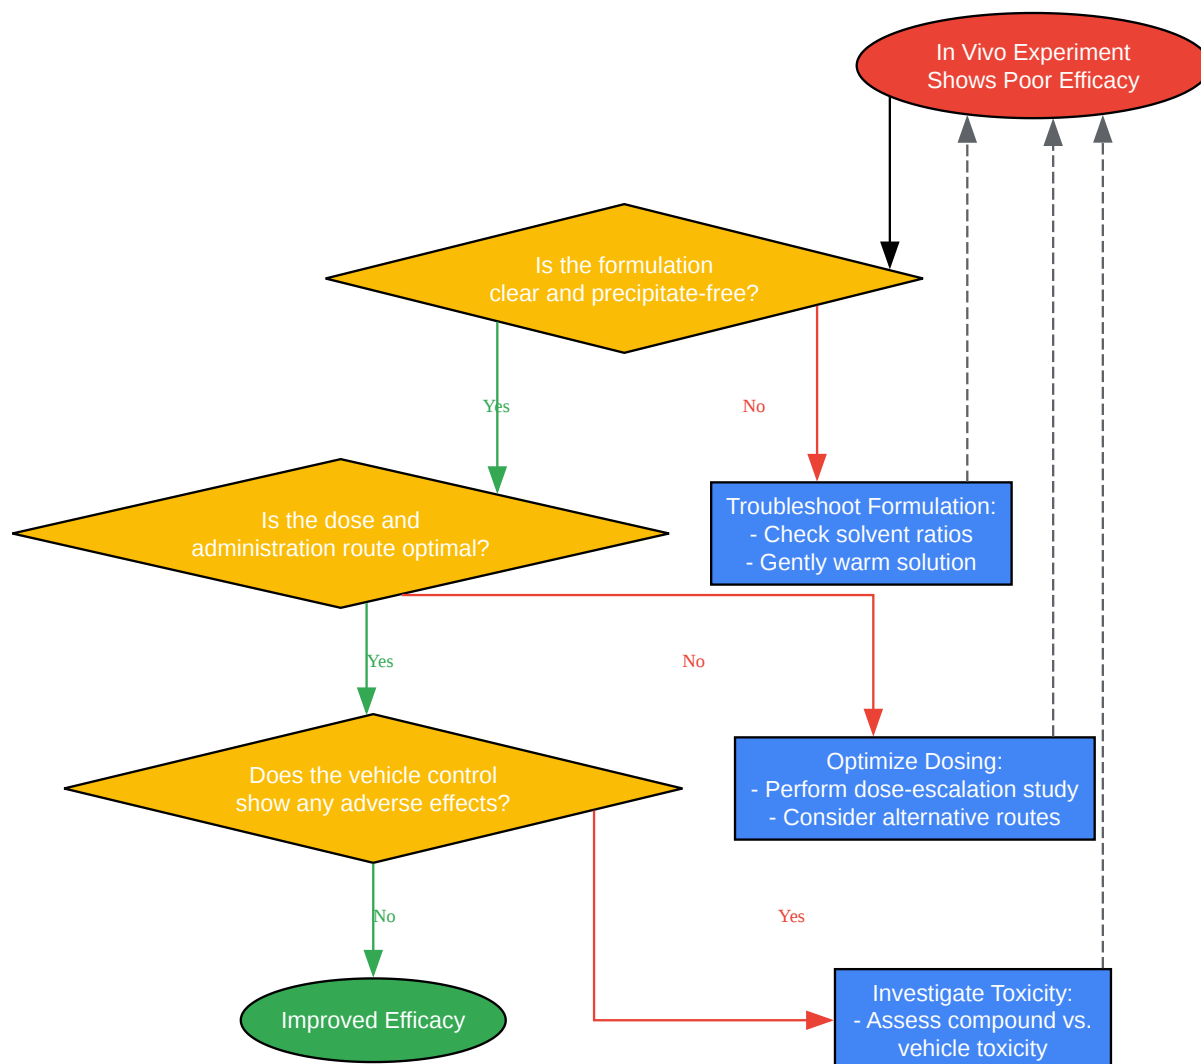 In Vivo Experiment
Shows Poor Efficacy
Is the formulation
clear and precipitate-free?
Yes
No
Troubleshoot Formulation:
- Check solvent ratios
- Gently warm solution
Is the dose and
administration route optimal?
Yes
No
Optimize Dosing:
- Perform dose-escalation study
- Consider alternative routes
Does the vehicle control
show any adverse effects?
No
Yes
Improved Efficacy
Investigate Toxicity:
- Assess compound vs.
vehicle toxicity